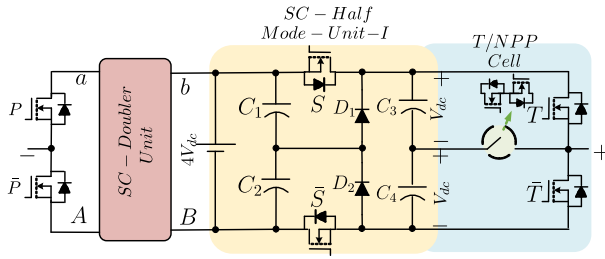 SC-Half
Mode-Unit-I
T/NPP
Cell
a
b
P
P̄
A
B
SC-Doubler
Unit
4V_dc
C_1
C_2
S
S̄
D_1
D_2
C_3
C_4
V_dc
V_dc
T
T̄
+
−
+
−
−
+